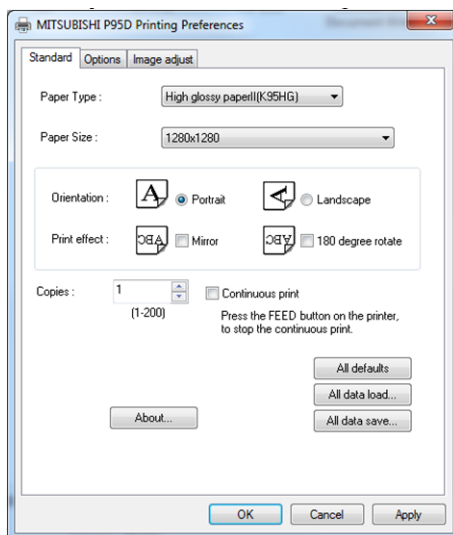 MITSUBISHI P95D Printing Preferences
Standard Options Image adjust
Paper Type : High glossy paperII(K95HG)
Paper Size : 1280x1280
Orientation : A Portrait A Landscape
Print effect : ABC Mirror ABC 180 degree rotate
Copies : 1 Continuous print
(1-200) Press the FEED button on the printer,
to stop the continuous print.
All defaults
All data load...
About... All data save...
OK Cancel Apply